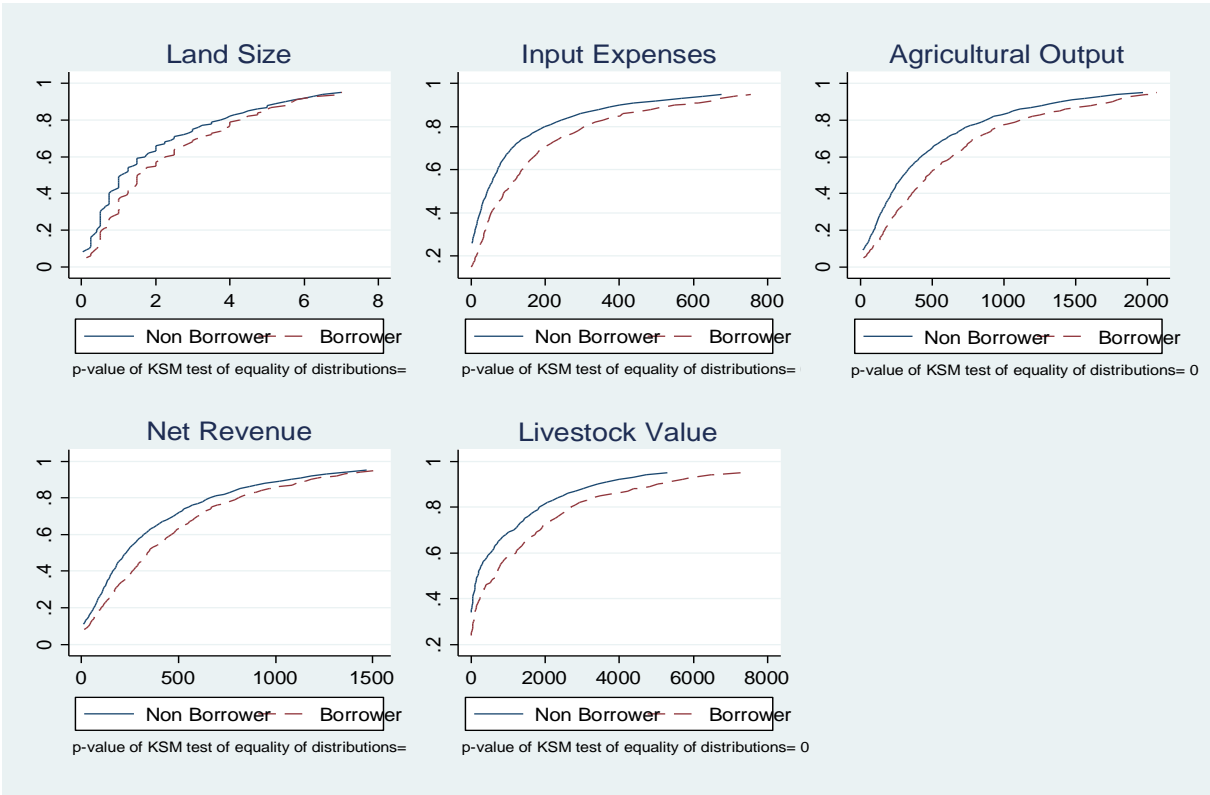 Land Size
Input Expenses
Agricultural Output
0 .2 .4 .6 .8 1
0 2 4 6 8
Non Borrower Borrower
p-value of KSM test of equality of distributions=
.2 .4 .6 .8 1
0 200 400 600 800
Non Borrower Borrower
p-value of KSM test of equality of distributions=
0 .2 .4 .6 .8 1
0 500 1000 1500 2000
Non Borrower Borrower
p-value of KSM test of equality of distributions= 0
Net Revenue
Livestock Value
0 .2 .4 .6 .8 1
0 500 1000 1500
Non Borrower Borrower
p-value of KSM test of equality of distributions=
.2 .4 .6 .8 1
0 2000 4000 6000 8000
Non Borrower Borrower
p-value of KSM test of equality of distributions= 0